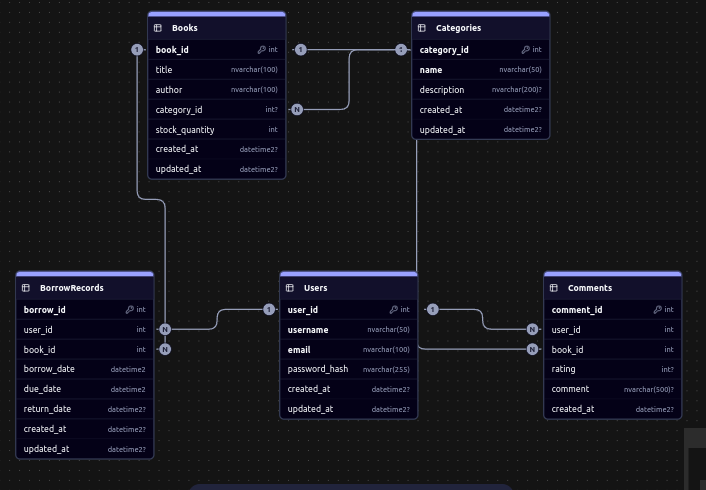 Books
book_id int
title nvarchar(100)
author nvarchar(100)
category_id int?
stock_quantity int
created_at datetime2?
updated_at datetime2?
Categories
category_id int
name nvarchar(50)
description nvarchar(200)?
created_at datetime2?
updated_at datetime2?
1
1
1
N
BorrowRecords
borrow_id int
user_id int
book_id int
borrow_date datetime2
due_date datetime2
return_date datetime2?
created_at datetime2?
updated_at datetime2?
N
N
1
Users
user_id int
username nvarchar(50)
email nvarchar(100)
password_hash nvarchar(255)
created_at datetime2?
updated_at datetime2?
1
N
N
Comments
comment_id int
user_id int
book_id int
rating int?
comment nvarchar(500)?
created_at datetime2?